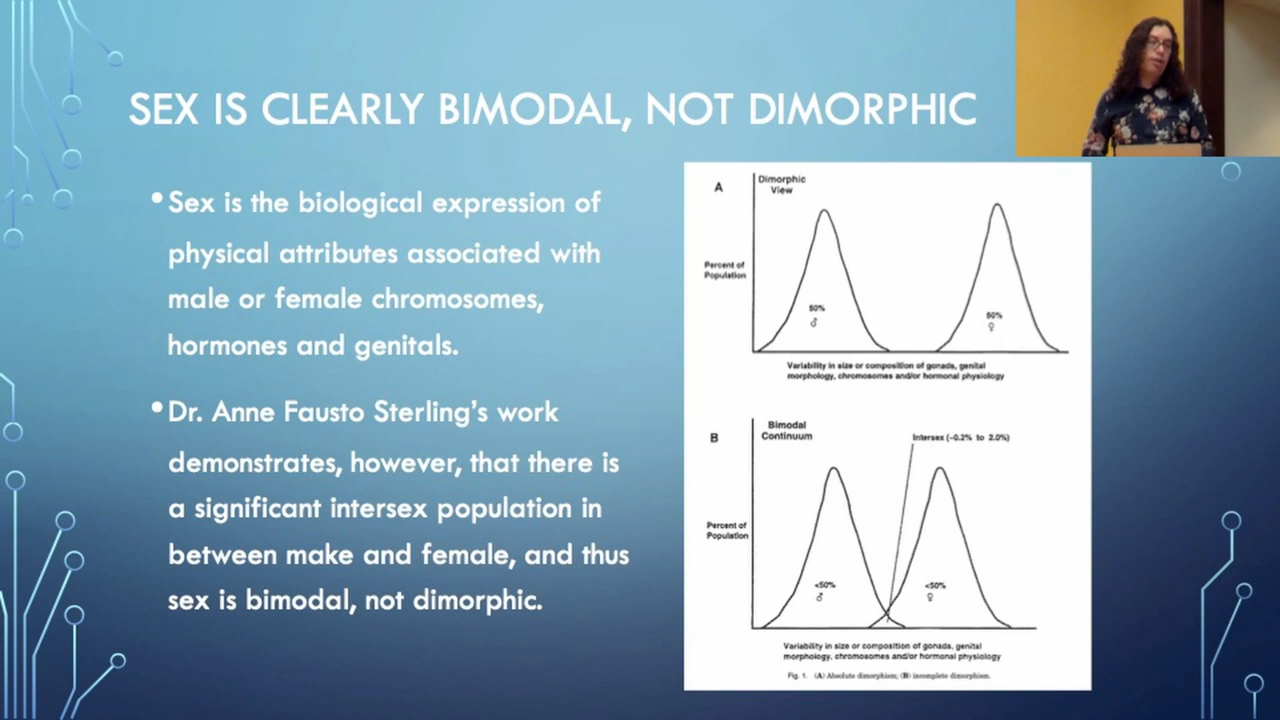 SEX IS CLEARLY BIMODAL, NOT DIMORPHIC
•Sex is the biological expression of
physical attributes associated with
male or female chromosomes,
hormones and genitals.
•Dr. Anne Fausto Sterling's work
demonstrates, however, that there is
a significant intersex population in
between make and female, and thus
sex is bimodal, not dimorphic.
A
Dimorphic
View
Percent of
Population
50%
♂
50%
♀
Variability in size or composition of gonads, genital
morphology, chromosomes and/or hormonal physiology
B
Bimodal
Continuum
Intersex (~0.2% to 2.0%)
Percent of
Population
<50%
♂
<50%
♀
Variability in size or composition of gonads, genital
morphology, chromosomes and/or hormonal physiology
Fig. 1. (A) Absolute dimorphism; (B) incomplete dimorphism.